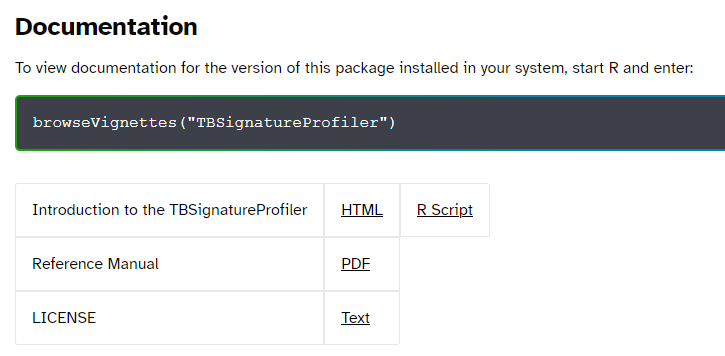 Documentation
To view documentation for the version of this package installed in your system, start R and enter:
browseVignettes("TBSignatureProfiler")
Introduction to the TBSignatureProfiler HTML R Script
Reference Manual PDF
LICENSE Text